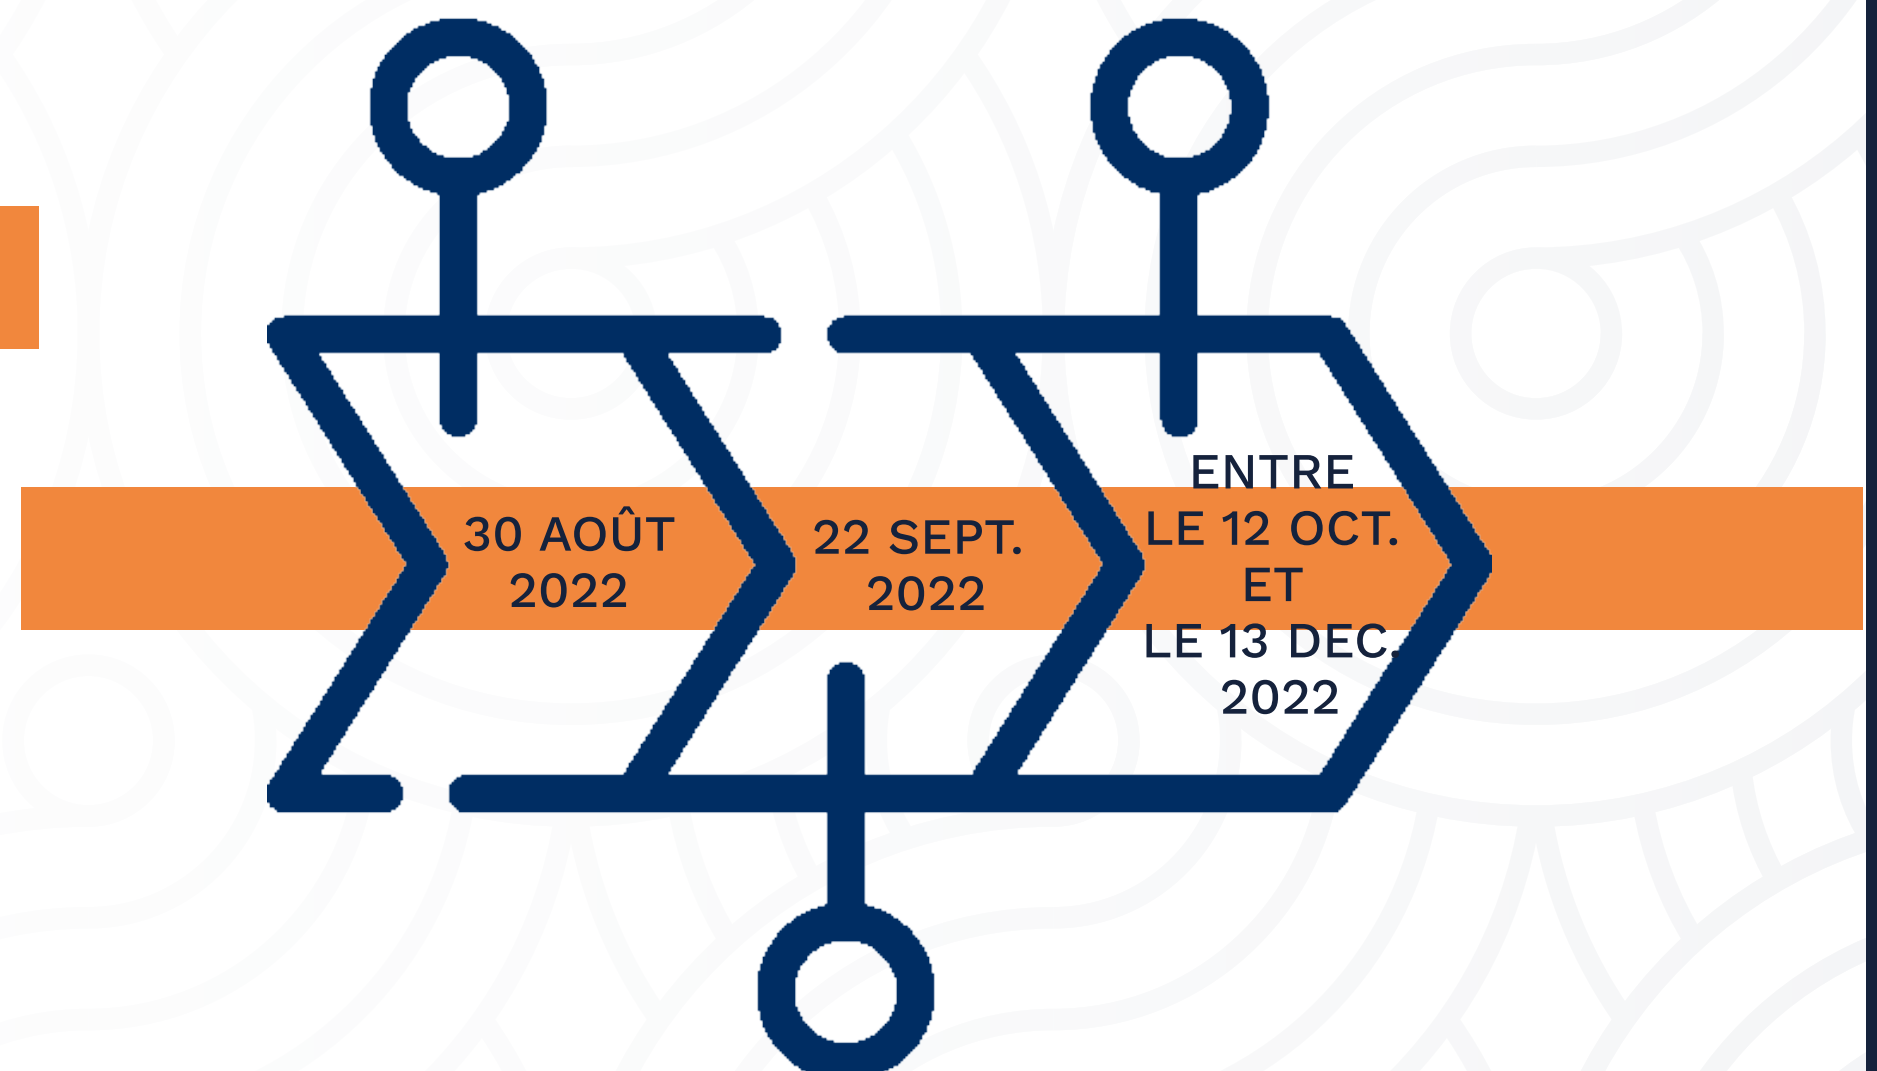 30 AOÛT
2022
22 SEPT.
2022
ENTRE
LE 12 OCT.
ET
LE 13 DEC.
2022